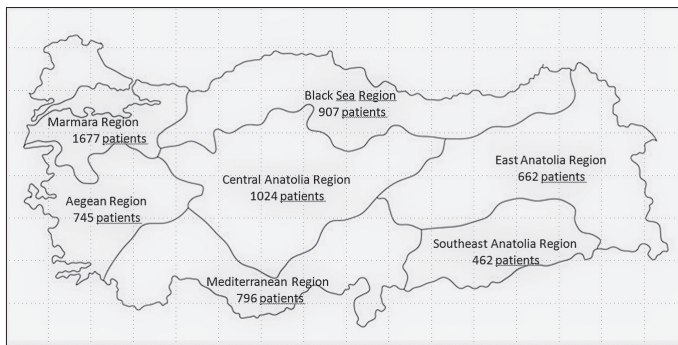 Black Sea Region
907 patients
Marmara Region
1677 patients
East Anatolia Region
662 patients
Central Anatolia Region
1024 patients
Aegean Region
745 patients
Southeast Anatolia Region
462 patients
Mediterranean Region
796 patients